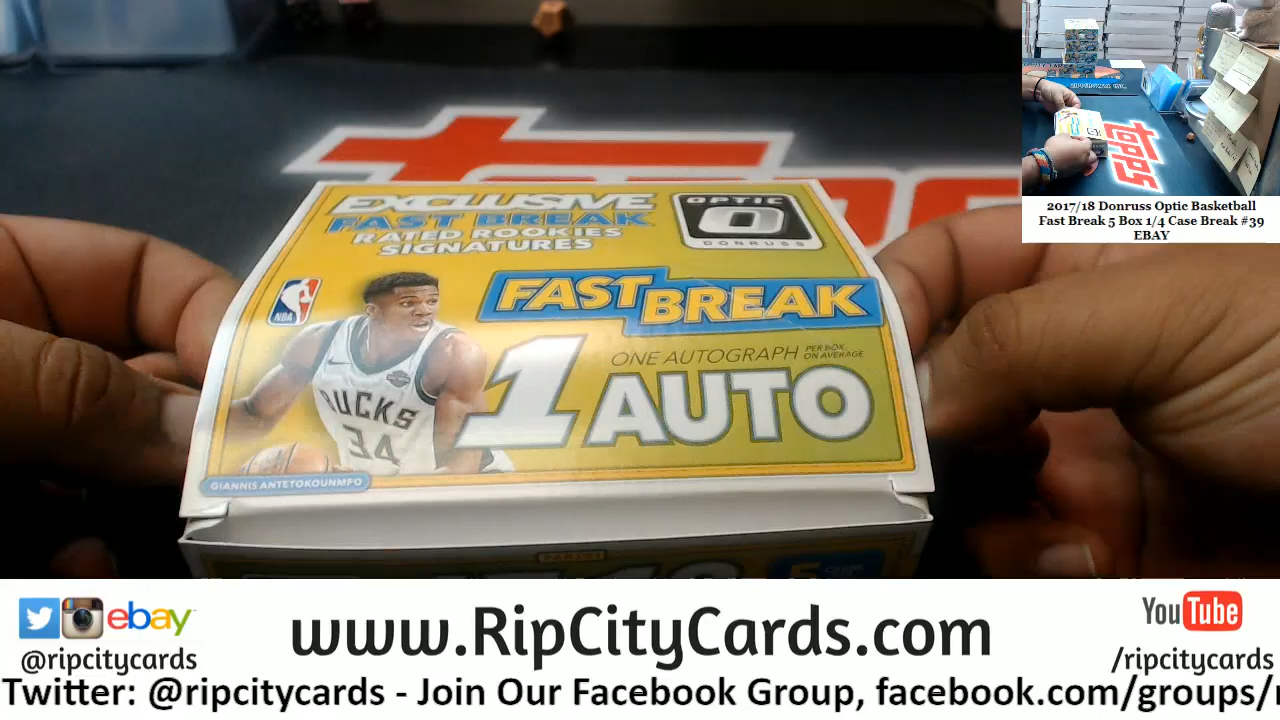 EXCLUSIVE
FAST BREAK
RATED ROOKIES
SIGNATURES
OPTIC
DONRUSS
NBA
FAST BREAK
ONE AUTOGRAPH PER BOX
ON AVERAGE
1 AUTO
BUCKS
34
GIANNIS ANTETOKOUNMPO
PANINI
topps
2017/18 Donruss Optic Basketball
Fast Break 5 Box 1/4 Case Break #39
EBAY
ebay
@ripcitycards
www.RipCityCards.com
YouTube
/ripcitycards
Twitter: @ripcitycards - Join Our Facebook Group, facebook.com/groups/